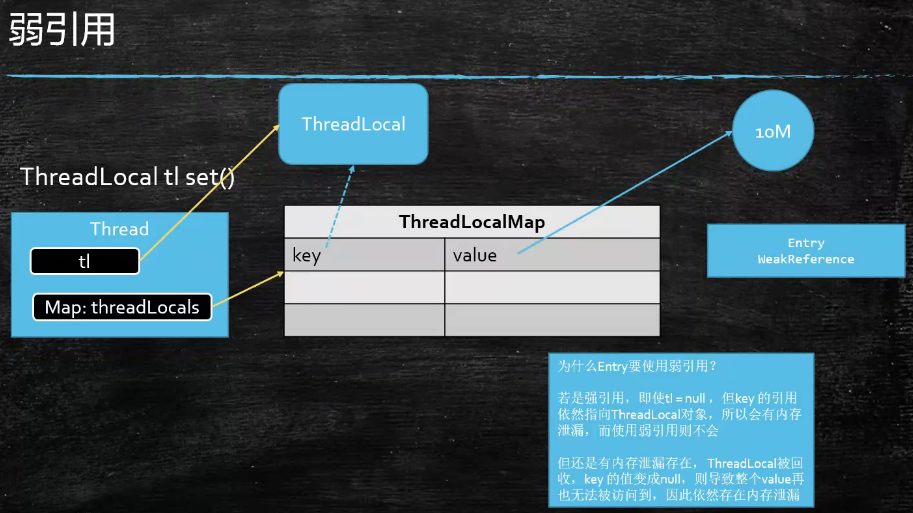 弱引用
ThreadLocal
10M
ThreadLocal tl set()
Thread
tl
Map: threadLocals
ThreadLocalMap
key
value
Entry
WeakReference
为什么Entry要使用弱引用？
若是强引用，即使tl = null，但key 的引用
依然指向ThreadLocal对象，所以会有内存
泄漏，而使用弱引用则不会
但还是有内存泄漏存在，ThreadLocal被回
收，key 的值变成null，则导致整个value再
也无法被访问到，因此依然存在内存泄漏